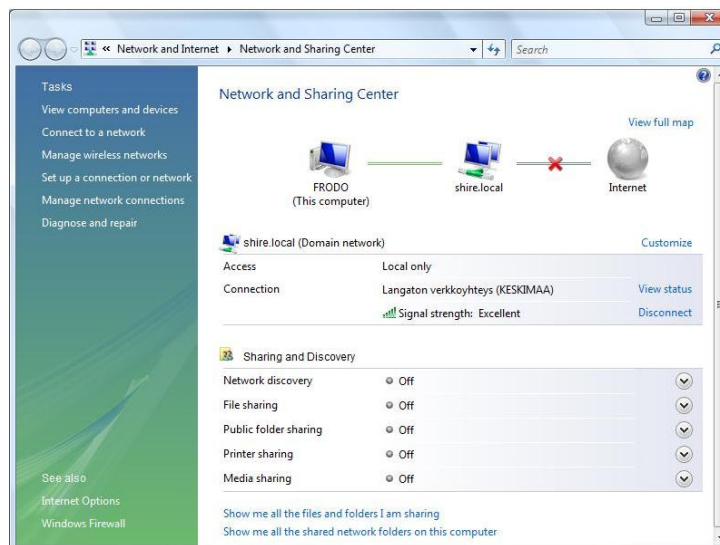 « Network and Internet ▸ Network and Sharing Center
Search
Tasks
View computers and devices
Connect to a network
Manage wireless networks
Set up a connection or network
Manage network connections
Diagnose and repair
See also
Internet Options
Windows Firewall
Network and Sharing Center
View full map
FRODO
(This computer)
shire.local
Internet
shire.local (Domain network)
Customize
Access Local only
Connection Langaton verkkoyhteys (KESKIMAA) View status
Signal strength: Excellent Disconnect
Sharing and Discovery
Network discovery Off
File sharing Off
Public folder sharing Off
Printer sharing Off
Media sharing Off
Show me all the files and folders I am sharing
Show me all the shared network folders on this computer